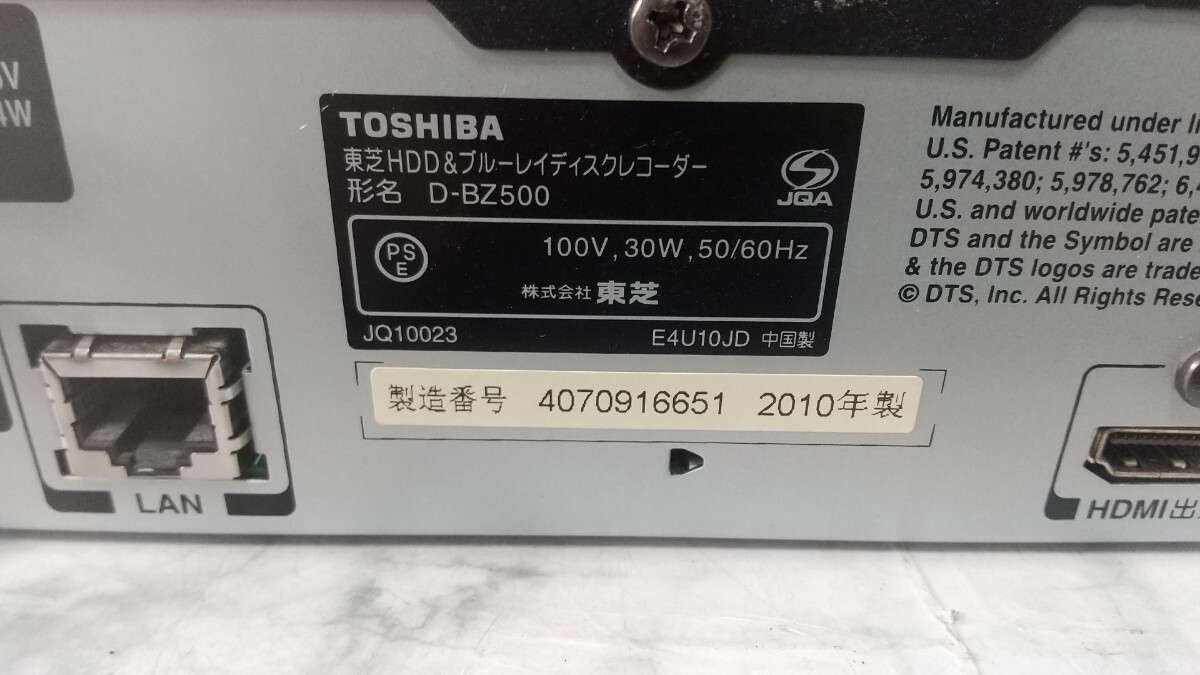 TOSHIBA
東芝HDD&ブルーレイディスクレコーダー
形名 D-BZ500
JQA
PS
E
100V,30W,50/60Hz
株式会社 東芝
JQ10023
E4U10JD 中国製
製造番号 4070916651 2010年製
LAN
Manufactured under
U.S. Patent #'s: 5,451,9
5,974,380; 5,978,762; 6,4
U.S. and worldwide pate
DTS and the Symbol are
& the DTS logos are trade
© DTS, Inc. All Rights Rese
HDMI出